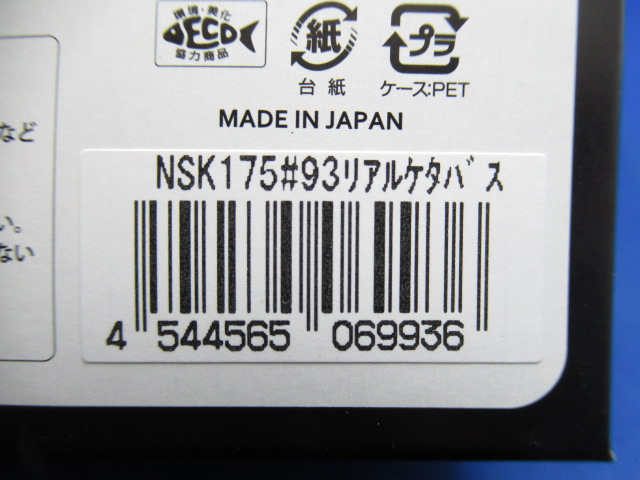 環境・美化
ECO
協力商品
紙
台紙
プラ
ケース:PET
MADE IN JAPAN
など
い。
ない
NSK175#93リアルケタバス
4 544565 069936